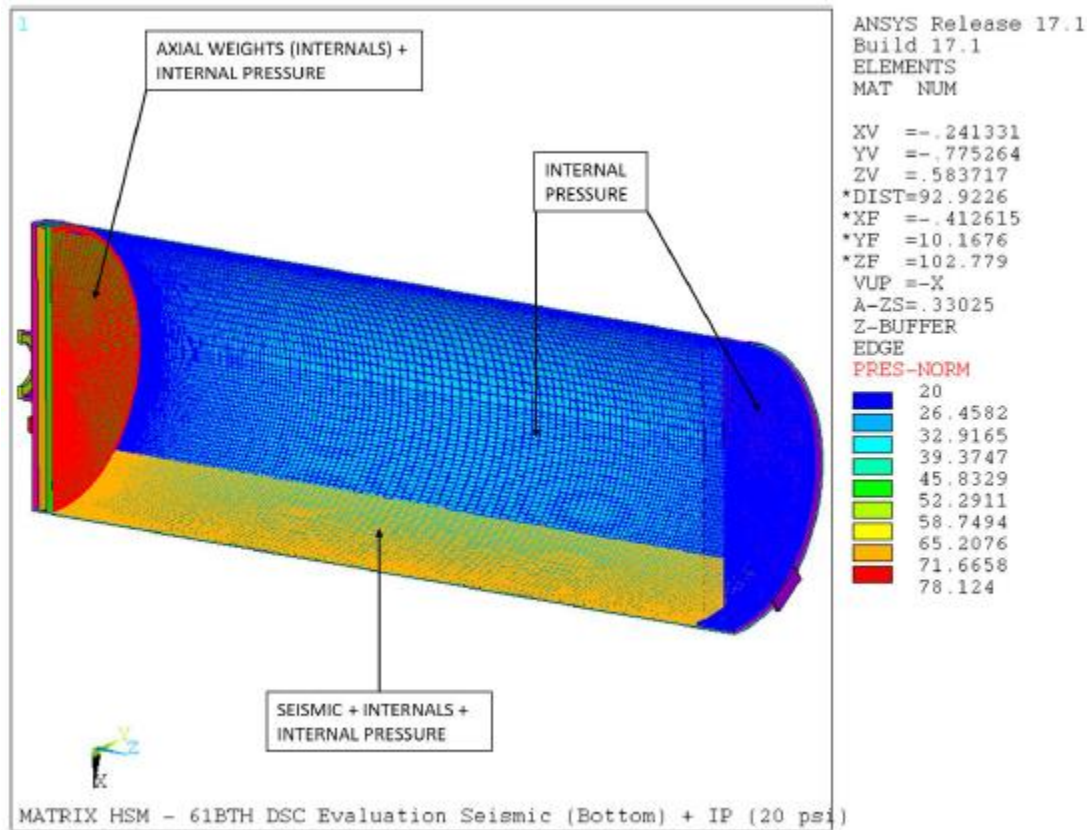 1
AXIAL WEIGHTS (INTERNALS) +
INTERNAL PRESSURE
INTERNAL
PRESSURE
SEISMIC + INTERNALS +
INTERNAL PRESSURE
Y
Z
X
MATRIX HSM - 61BTH DSC Evaluation Seismic (Bottom) + IP (20 psi)
ANSYS Release 17.1
Build 17.1
ELEMENTS
MAT NUM
XV =-.241331
YV =-.775264
ZV =.583717
*DIST=92.9226
*XF =-.412615
*YF =10.1676
*ZF =102.779
VUP =-X
A-ZS=.33025
Z-BUFFER
EDGE
PRES-NORM
20
26.4582
32.9165
39.3747
45.8329
52.2911
58.7494
65.2076
71.6658
78.124